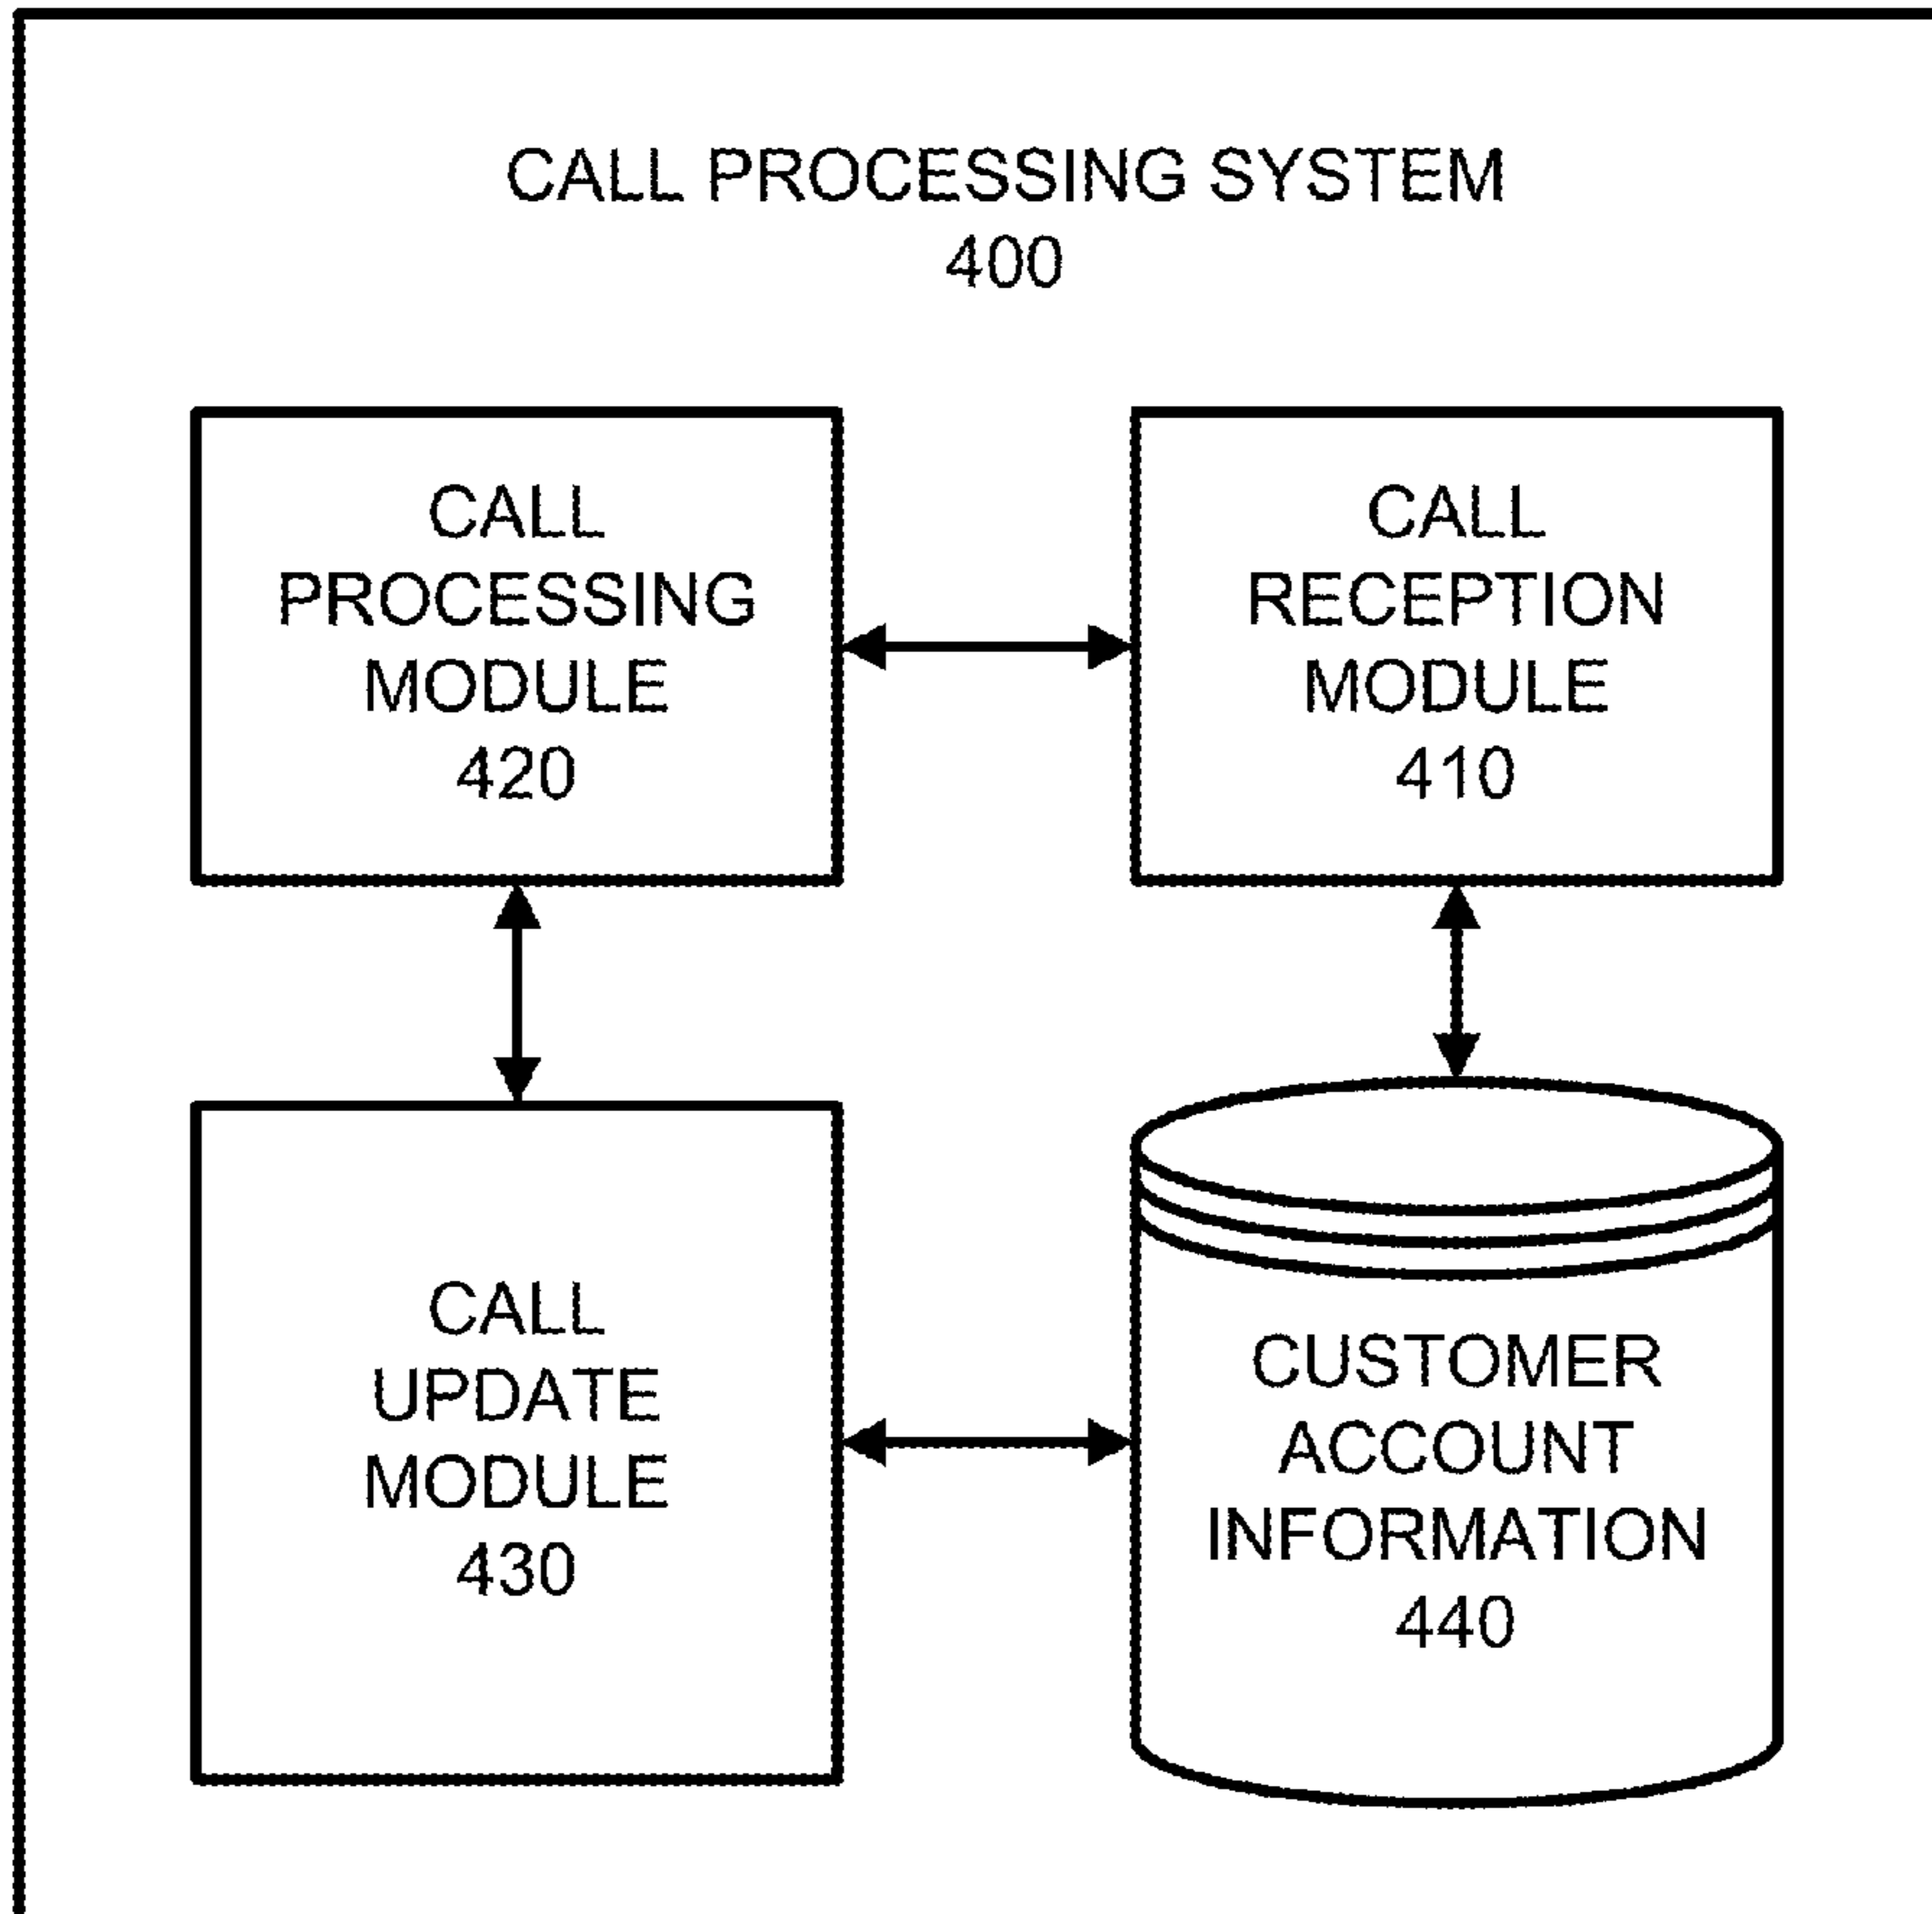 CALL PROCESSING SYSTEM
400
CALL
PROCESSING
MODULE
420
CALL
RECEPTION
MODULE
410
CALL
UPDATE
MODULE
430
CUSTOMER
ACCOUNT
INFORMATION
440